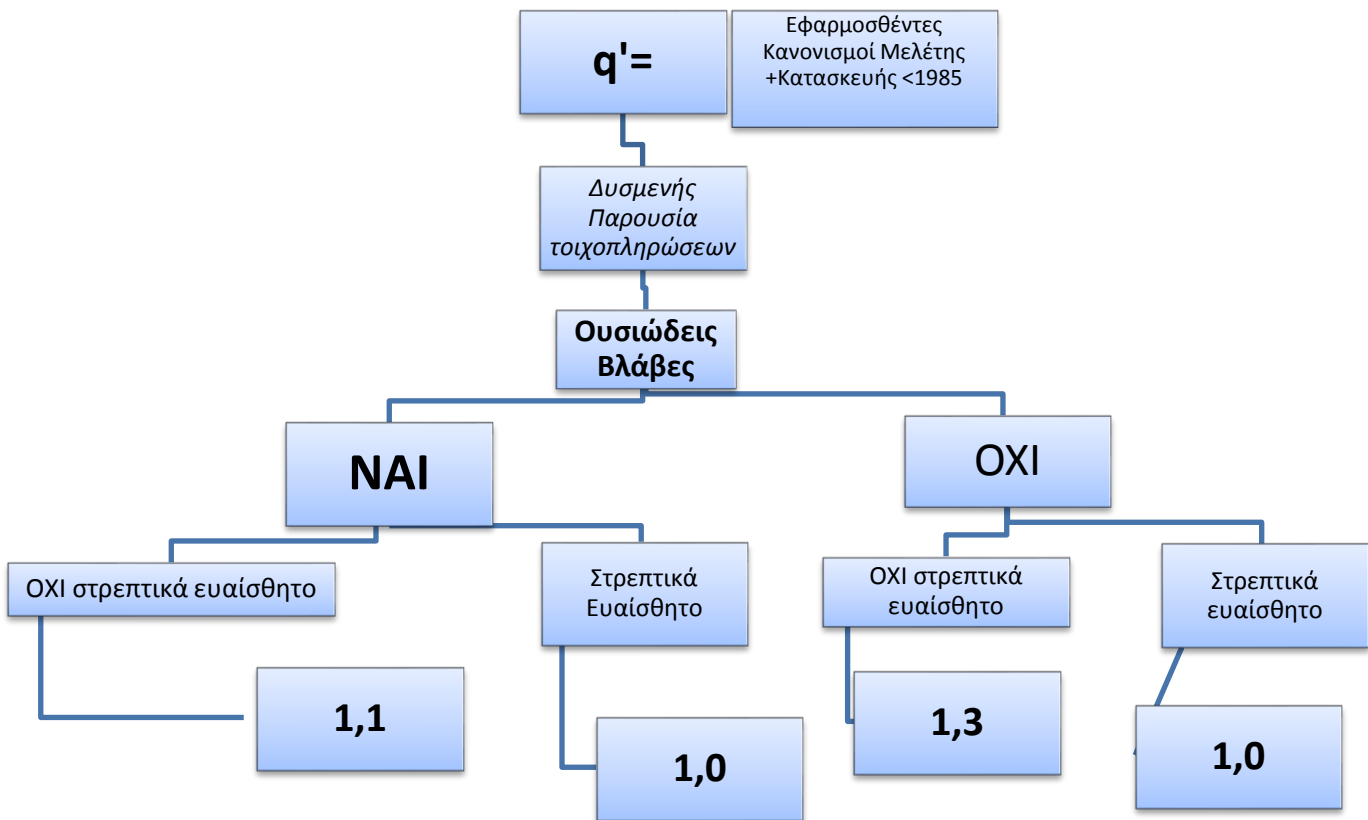 q'=
Εφαρμοσθέντες
Κανονισμοί Μελέτης
+Κατασκευής <1985
Δυσμενής
Παρουσία
τοιχοπληρώσεων
Ουσιώδεις
Βλάβες
ΝΑΙ
ΟΧΙ
ΟΧΙ στρεπτικά ευαίσθητο
Στρεπτικά
Ευαίσθητο
ΟΧΙ στρεπτικά
ευαίσθητο
Στρεπτικά
ευαίσθητο
1,1
1,0
1,3
1,0